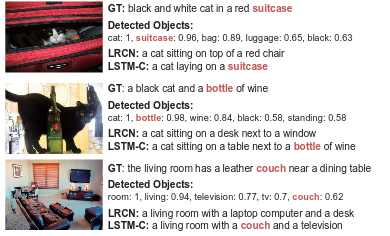 GT: black and white cat in a red suitcase
Detected Objects:
cat: 1, suitcase: 0.96, bag: 0.89, luggage: 0.65, black: 0.63
LRCN: a cat sitting on top of a red chair
LSTM-C: a cat laying on a suitcase
GT: a black cat and a bottle of wine
Detected Objects:
cat: 1, bottle: 0.98, wine: 0.84, black: 0.58, standing: 0.58
LRCN: a cat sitting on a desk next to a window
LSTM-C: a cat sitting on a table next to a bottle of wine
GT: the living room has a leather couch near a dining table
Detected Objects:
room: 1, living: 0.94, television: 0.77, tv: 0.7, couch: 0.62
LRCN: a living room with a laptop computer and a desk
LSTM-C: a living room with a couch and a television